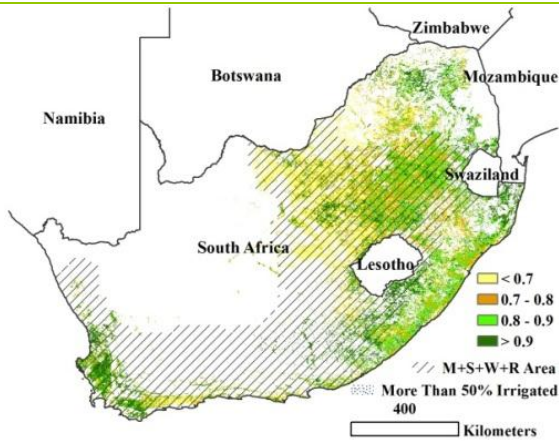 Zimbabwe
Botswana
Mozambique
Namibia
Swaziland
South Africa
Lesotho
< 0.7
0.7 - 0.8
0.8 - 0.9
> 0.9
M+S+W+R Area
More Than 50% Irrigated
400
Kilometers